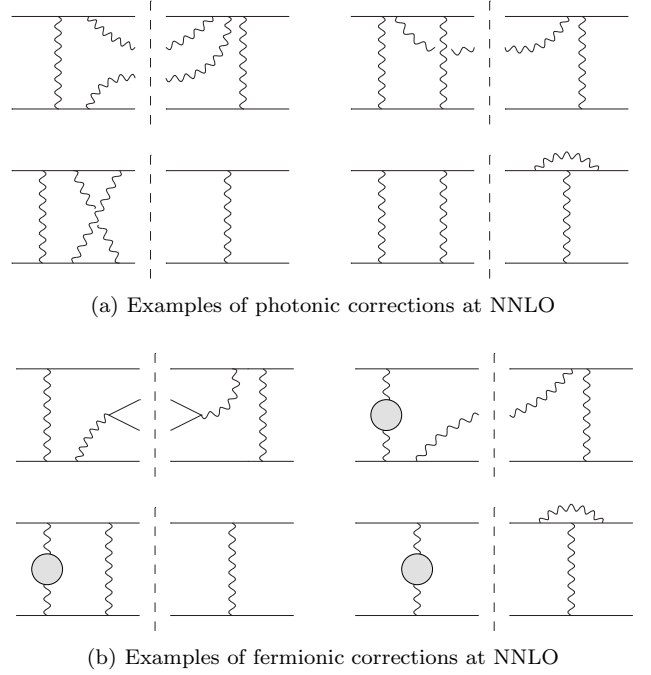 (a) Examples of photonic corrections at NNLO
(b) Examples of fermionic corrections at NNLO